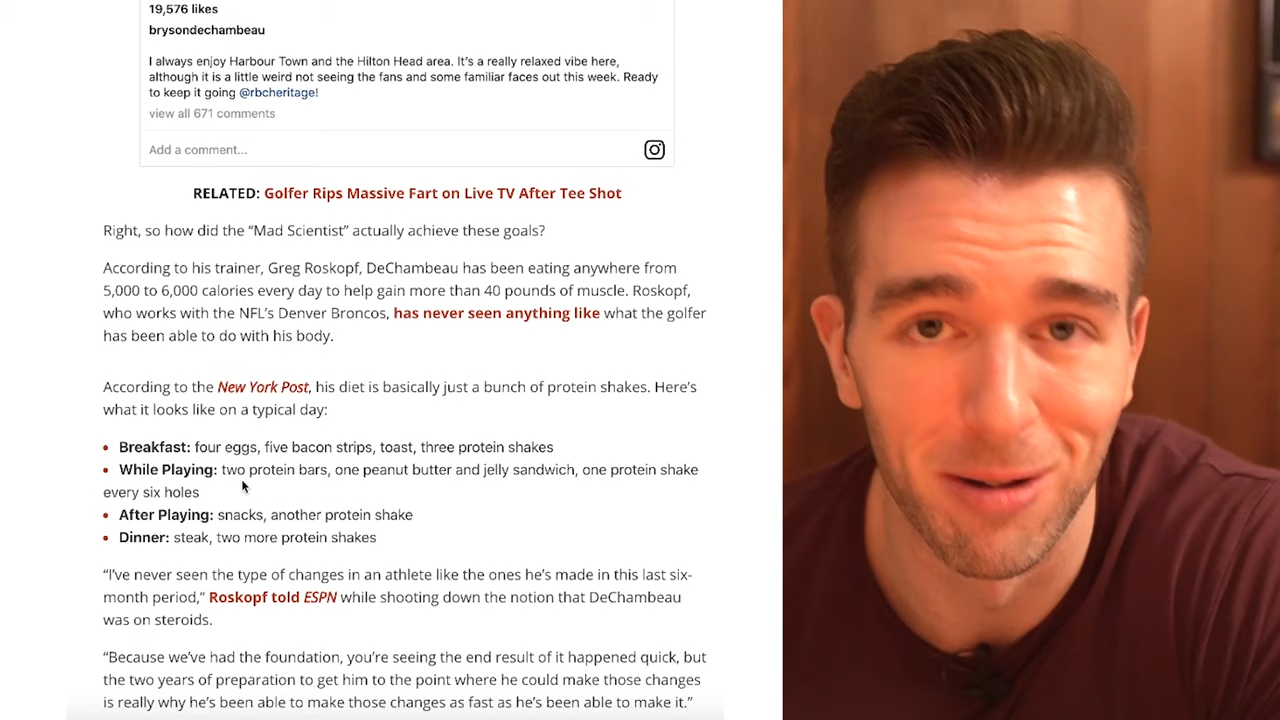 19,576 likes
brysondechambeau
I always enjoy Harbour Town and the Hilton Head area. It's a really relaxed vibe here,
although it is a little weird not seeing the fans and some familiar faces out this week. Ready
to keep it going @rbcheritage!
view all 671 comments
Add a comment...
RELATED: Golfer Rips Massive Fart on Live TV After Tee Shot
Right, so how did the “Mad Scientist” actually achieve these goals?
According to his trainer, Greg Roskopf, DeChambeau has been eating anywhere from
5,000 to 6,000 calories every day to help gain more than 40 pounds of muscle. Roskopf,
who works with the NFL’s Denver Broncos, has never seen anything like what the golfer
has been able to do with his body.
According to the New York Post, his diet is basically just a bunch of protein shakes. Here’s
what it looks like on a typical day:
• Breakfast: four eggs, five bacon strips, toast, three protein shakes
• While Playing: two protein bars, one peanut butter and jelly sandwich, one protein shake
every six holes
• After Playing: snacks, another protein shake
• Dinner: steak, two more protein shakes
“I’ve never seen the type of changes in an athlete like the ones he’s made in this last six-
month period,” Roskopf told ESPN while shooting down the notion that DeChambeau
was on steroids.
“Because we’ve had the foundation, you’re seeing the end result of it happened quick, but
the two years of preparation to get him to the point where he could make those changes
is really why he’s been able to make those changes as fast as he’s been able to make it.”